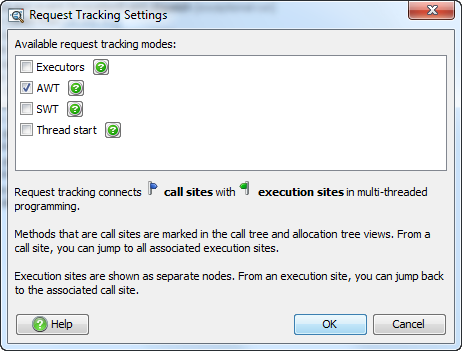 Request Tracking Settings
Available request tracking modes:
Executors
AWT
SWT
Thread start
Request tracking connects call sites with execution sites in multi-threaded
programming.
Methods that are call sites are marked in the call tree and allocation tree views. From a
call site, you can jump to all associated execution sites.
Execution sites are shown as separate nodes. From an execution site, you can jump back
to the associated call site.
Help
OK
Cancel